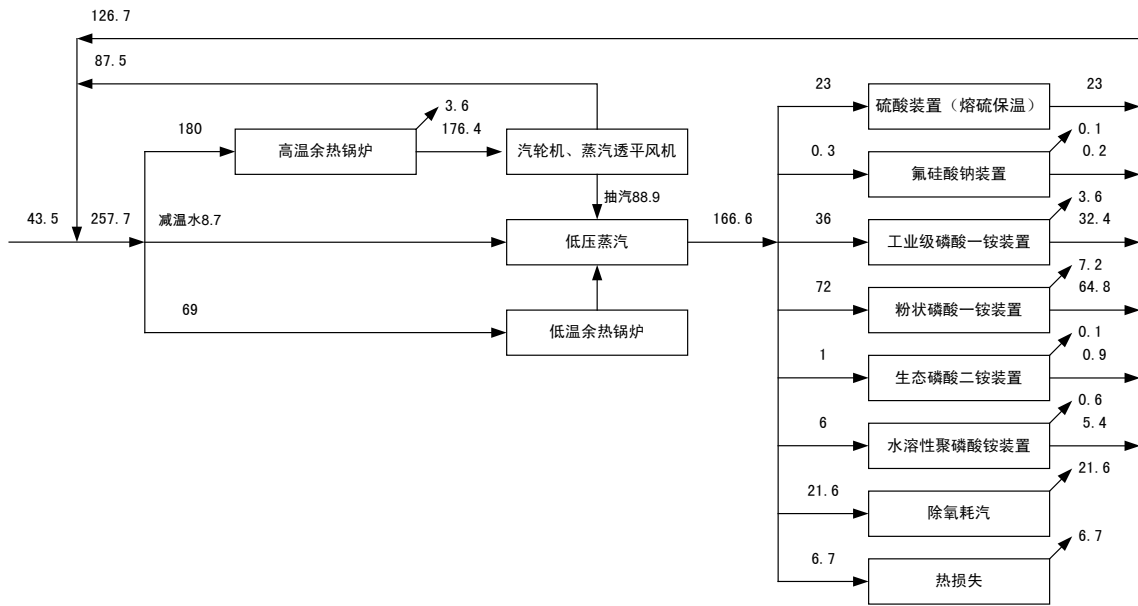 126.7
87.5
3.6
180
176.4
高温余热锅炉
汽轮机、蒸汽透平风机
抽汽88.9
43.5
257.7
减温水8.7
低压蒸汽
166.6
69
低温余热锅炉
23
硫酸装置（熔硫保温）
23
0.3
氟硅酸钠装置
0.1
0.2
36
工业级磷酸一铵装置
3.6
32.4
72
粉状磷酸一铵装置
7.2
64.8
1
生态磷酸二铵装置
0.1
0.9
6
水溶性聚磷酸铵装置
0.6
5.4
21.6
除氧耗汽
21.6
6.7
热损失
6.7